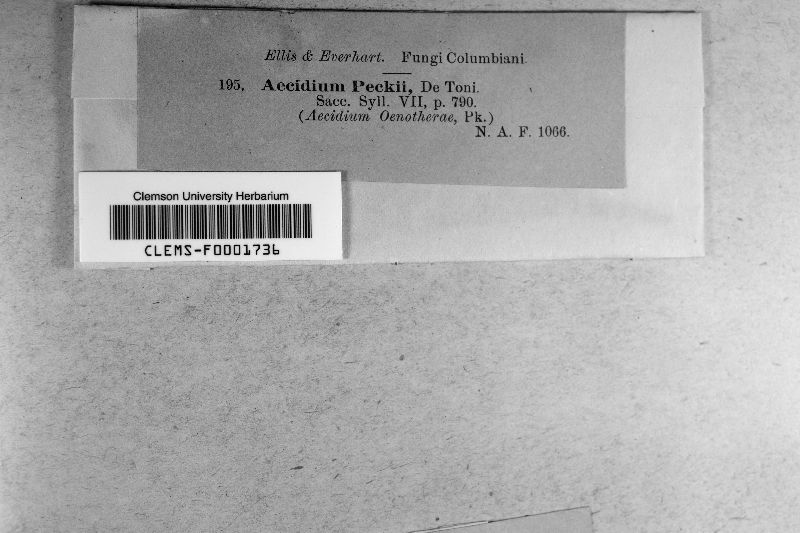 Ellis & Everhart. Fungi Columbiani.
195. Aecidium Peckii, De Toni.
Sacc. Syll. VII, p. 790.
(Aecidium Oenotherae, Pk.)
N. A. F. 1066.
Clemson University Herbarium
CLEMS-F0001736